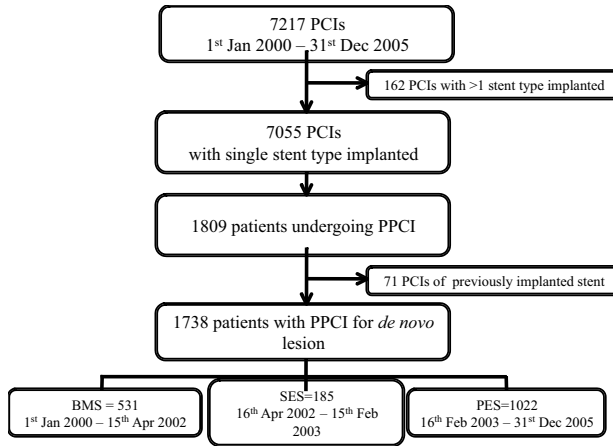 7217 PCIs
1st Jan 2000 – 31st Dec 2005
162 PCIs with >1 stent type implanted
7055 PCIs
with single stent type implanted
1809 patients undergoing PPCI
71 PCIs of previously implanted stent
1738 patients with PPCI for de novo
lesion
BMS = 531
1st Jan 2000 – 15th Apr 2002
SES=185
16th Apr 2002 – 15th Feb
2003
PES=1022
16th Feb 2003 – 31st Dec 2005